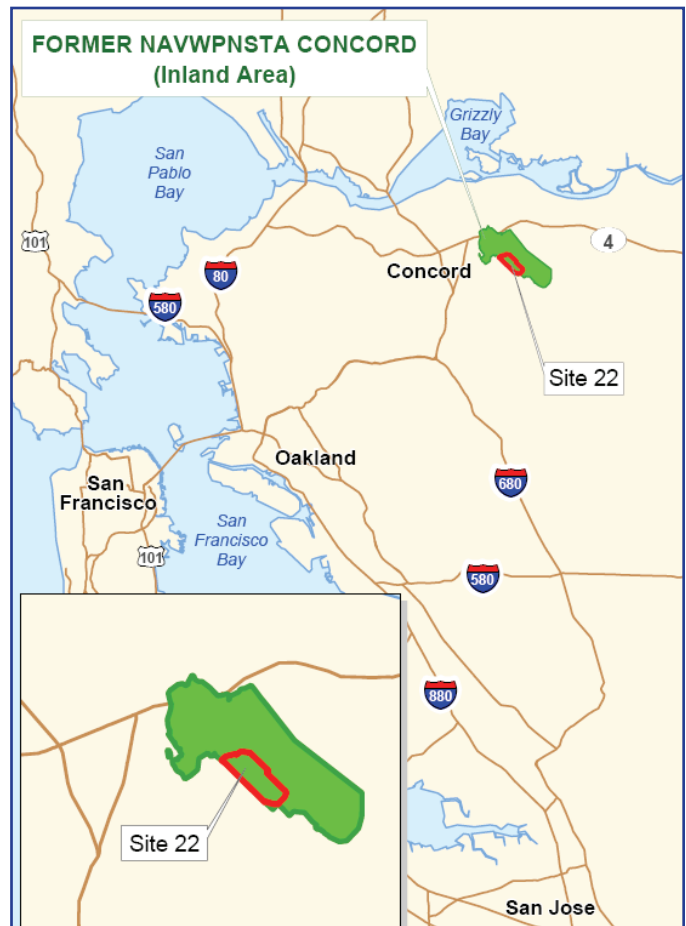 FORMER NAVWPNSTA CONCORD
(Inland Area)
Grizzly
Bay
San
Pablo
Bay
101
4
80
Concord
580
Site 22
Oakland
San
Francisco
680
San
Francisco
Bay
101
580
880
Site 22
San Jose